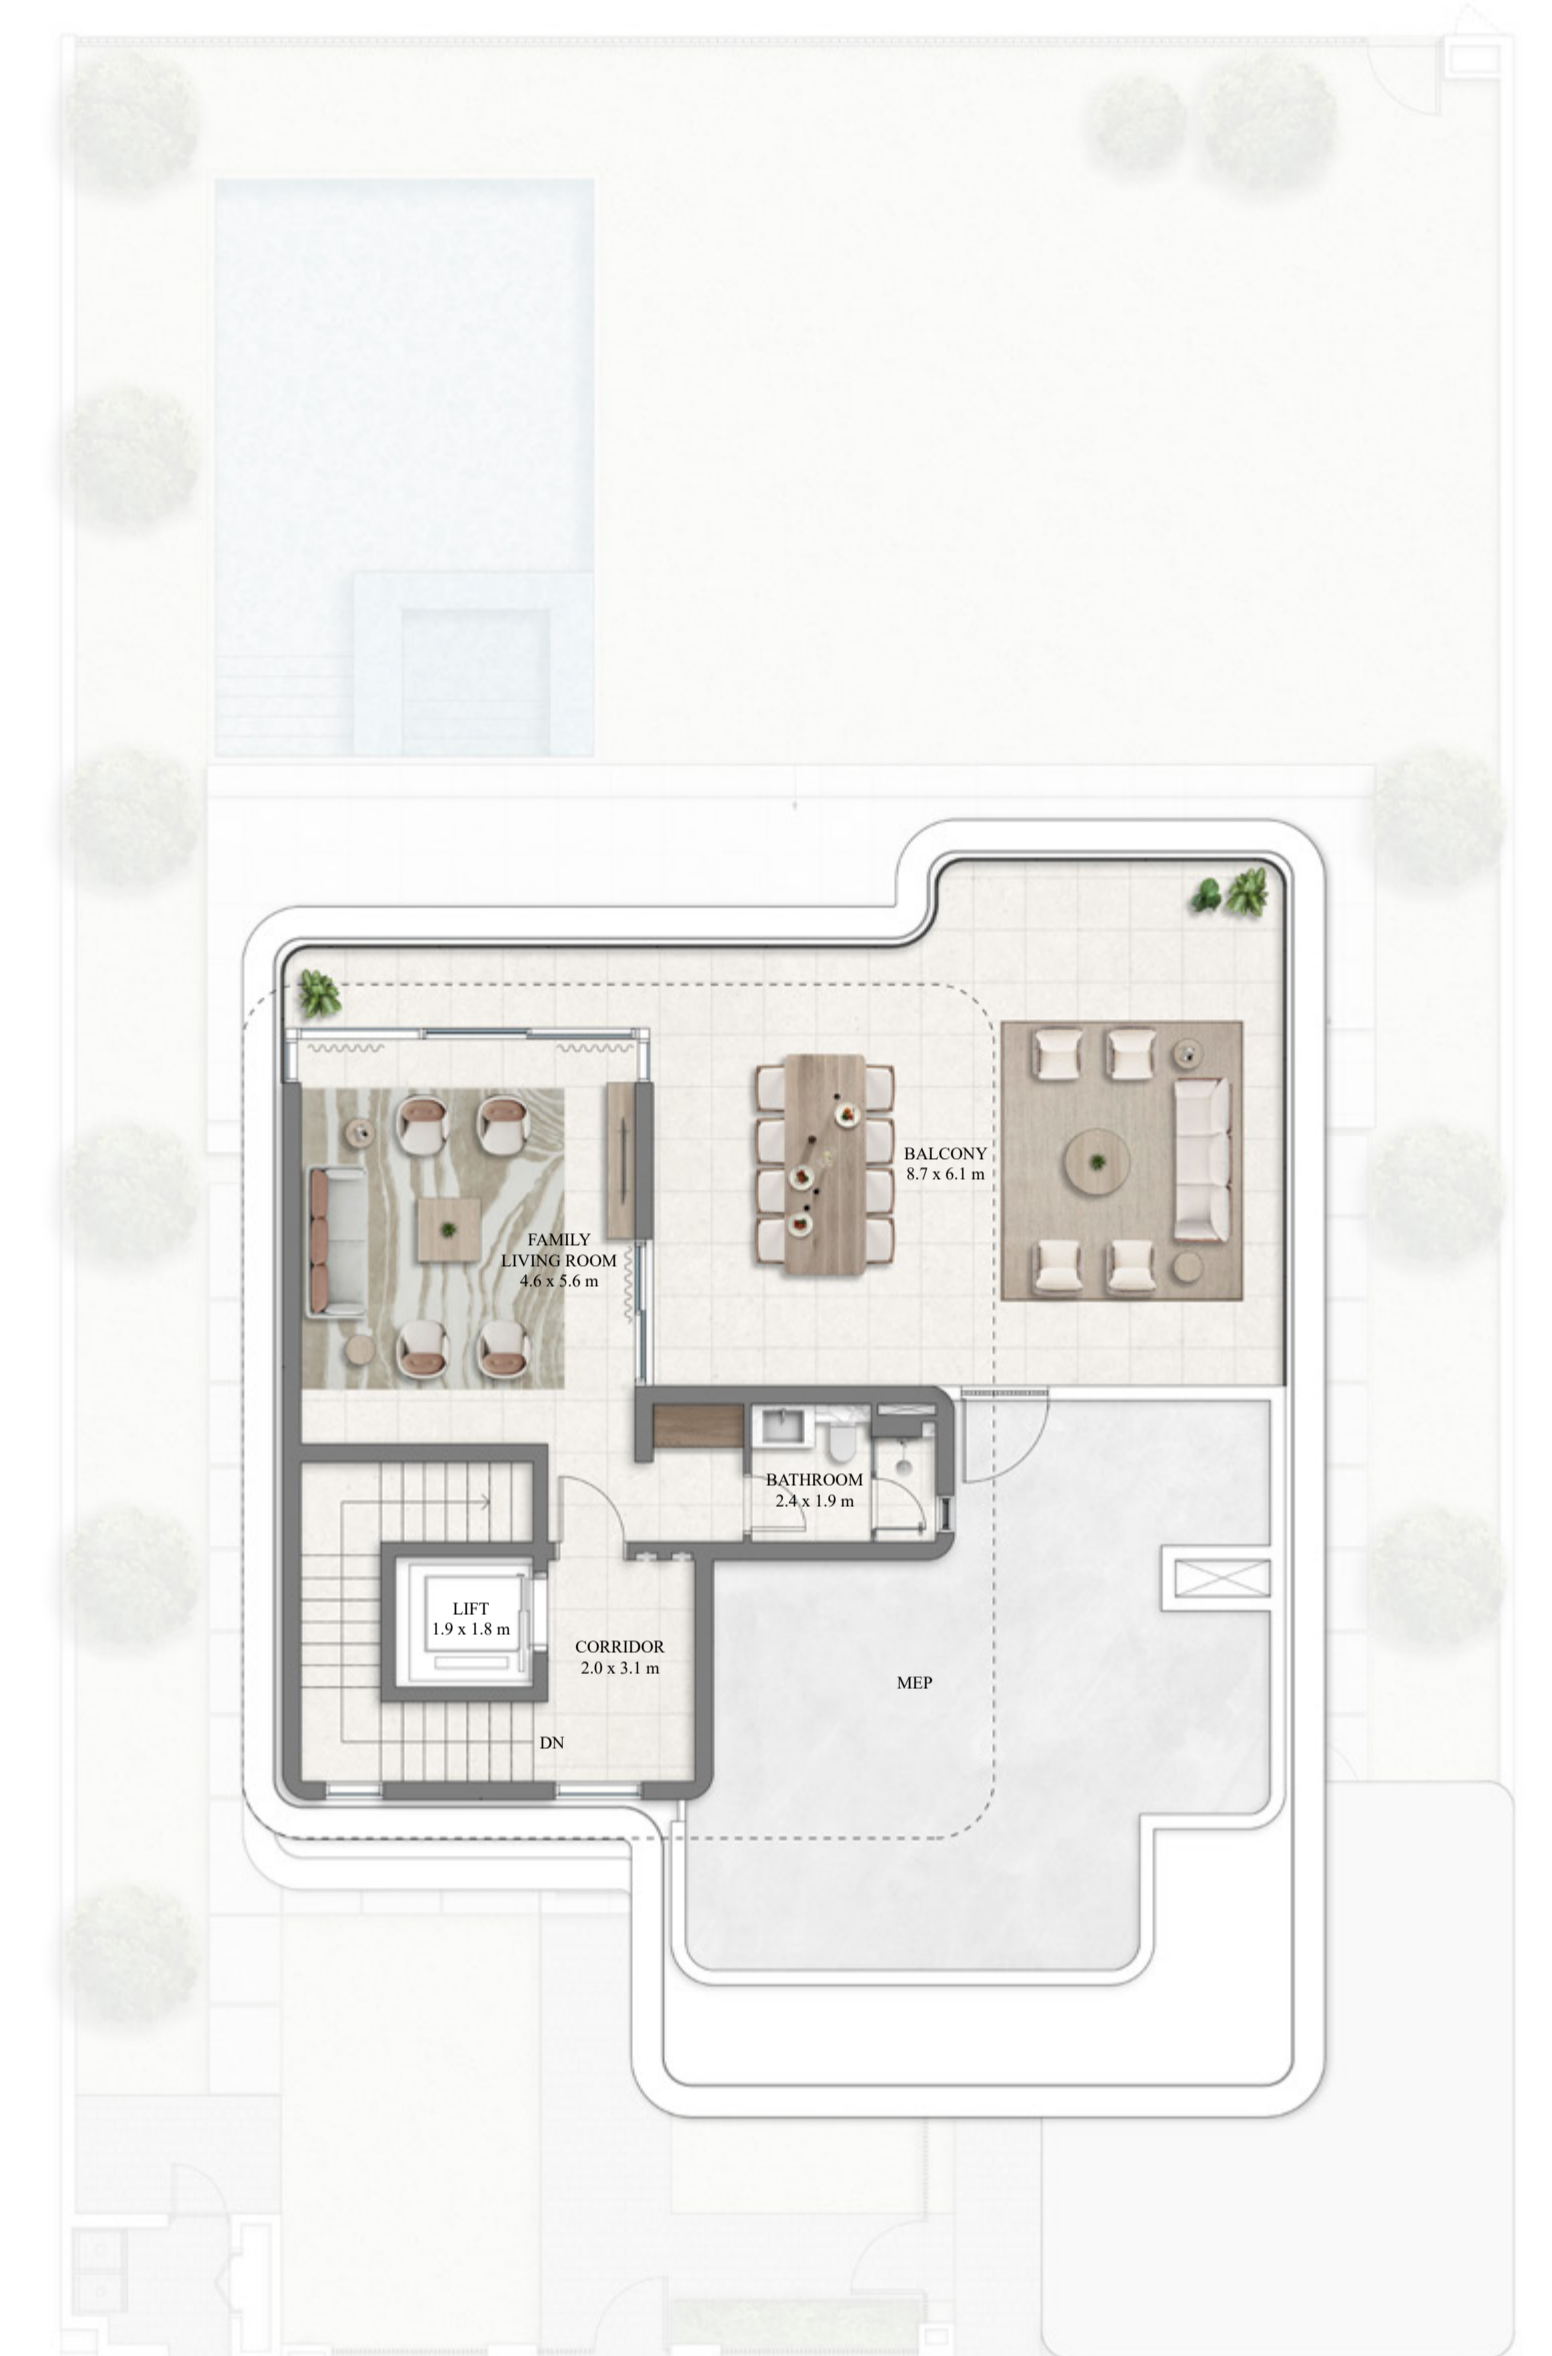 BALCONY
8.7 x 6.1 m
FAMILY
LIVING ROOM
4.6 x 5.6 m
BATHROOM
2.4 x 1.9 m
LIFT
1.9 x 1.8 m
CORRIDOR
2.0 x 3.1 m
MEP
DN